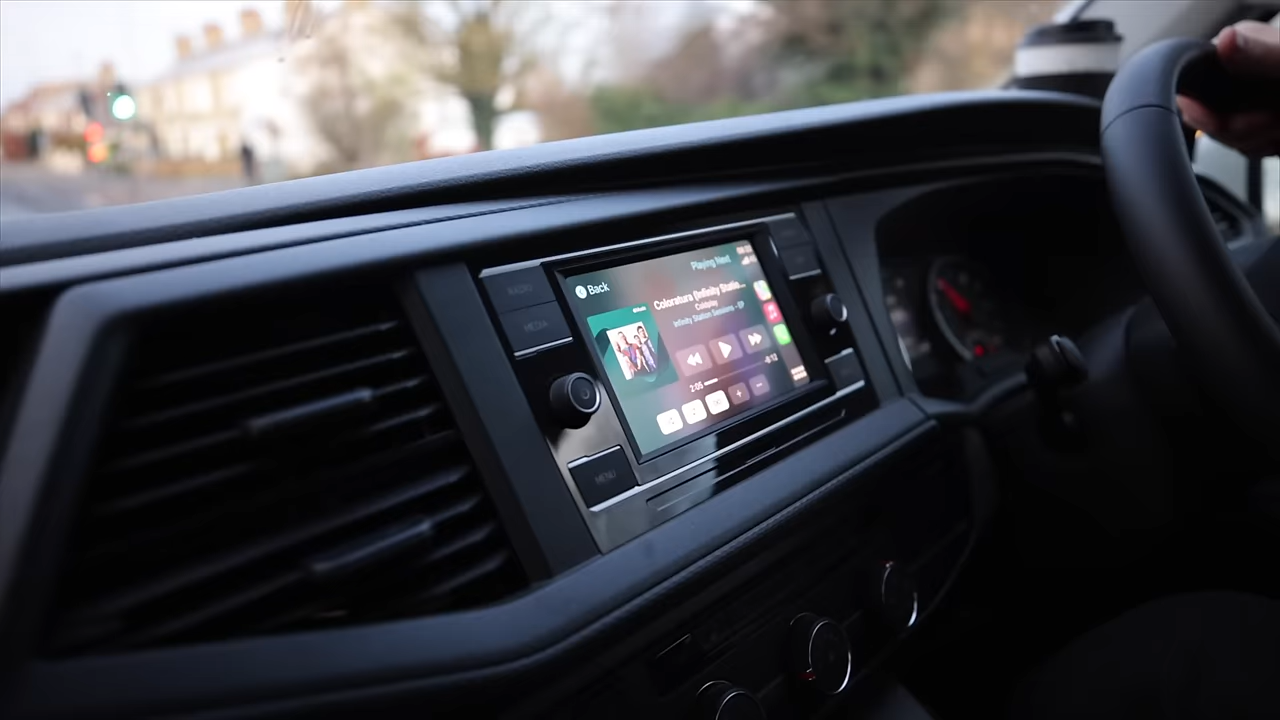 RADIO
MEDIA
MENU
Back
Playing Next
Coloratura (Infinity Statio...
Coldplay
Infinity Station Sessions – EP
2:05
-8:12